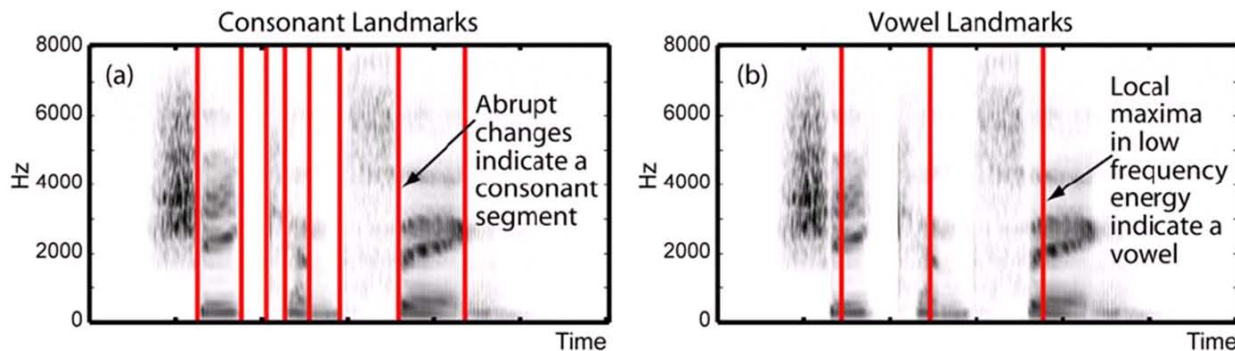 Consonant Landmarks
8000
6000
4000
2000
0
Hz
(a)
Abrupt
changes
indicate a
consonant
segment
Time
Vowel Landmarks
8000
6000
4000
2000
0
Hz
(b)
Local
maxima
in low
frequency
energy
indicate a
vowel
Time